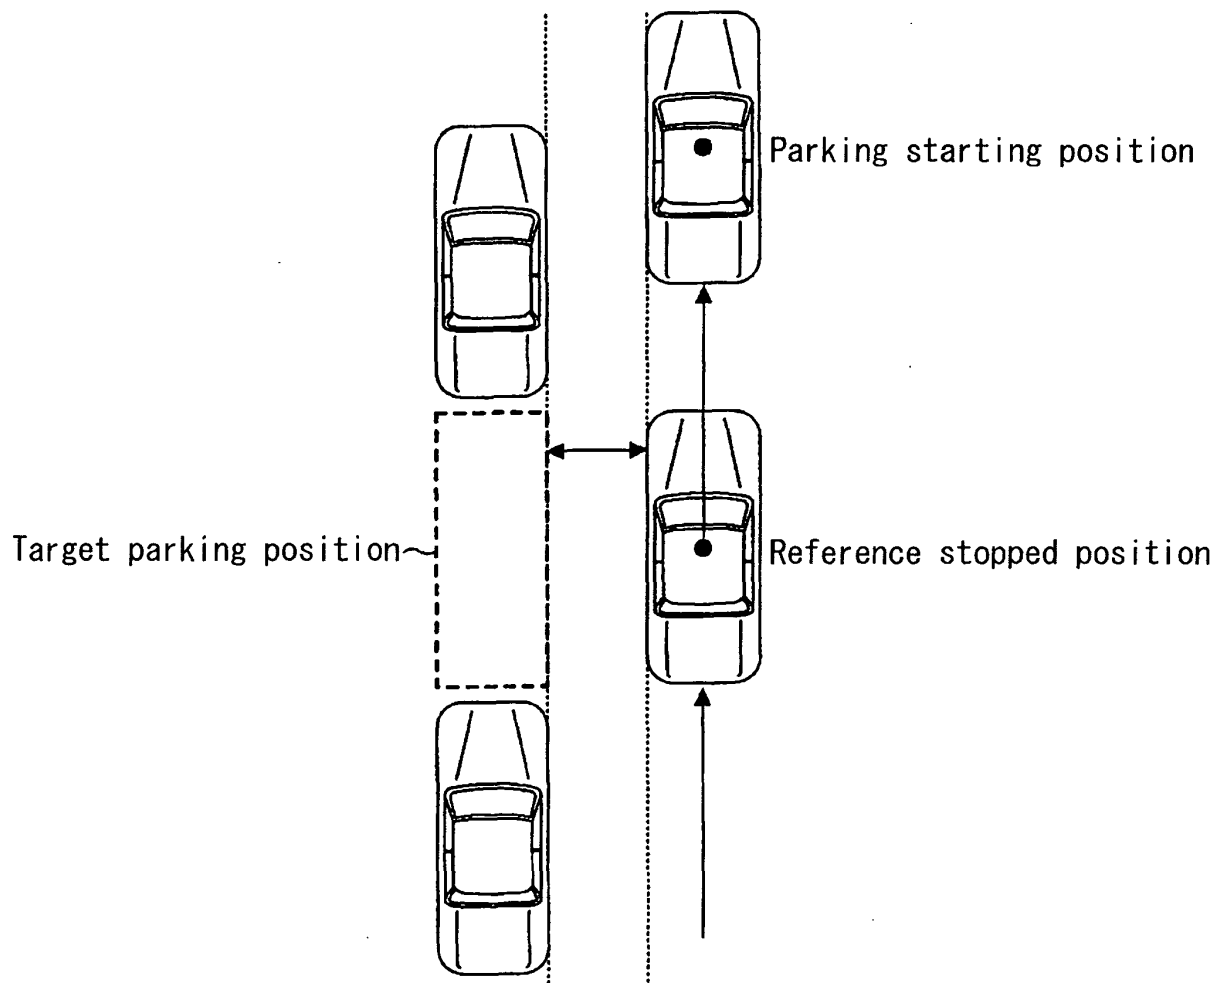 Parking starting position
Target parking position
Reference stopped position